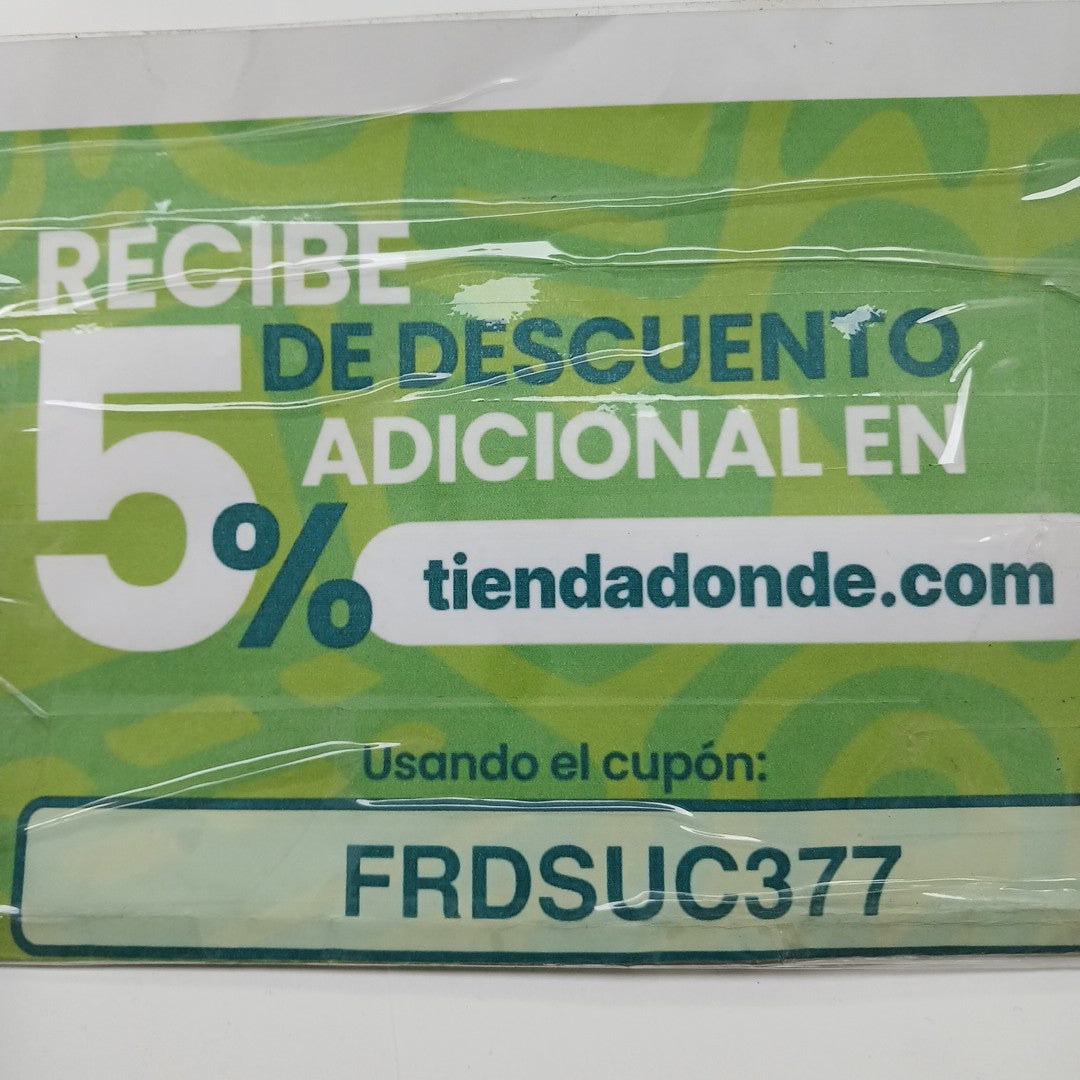 RECIBE
5%
DE DESCUENTO
ADICIONAL EN
tiendadonde.com
Usando el cupón:
FRDSUC377